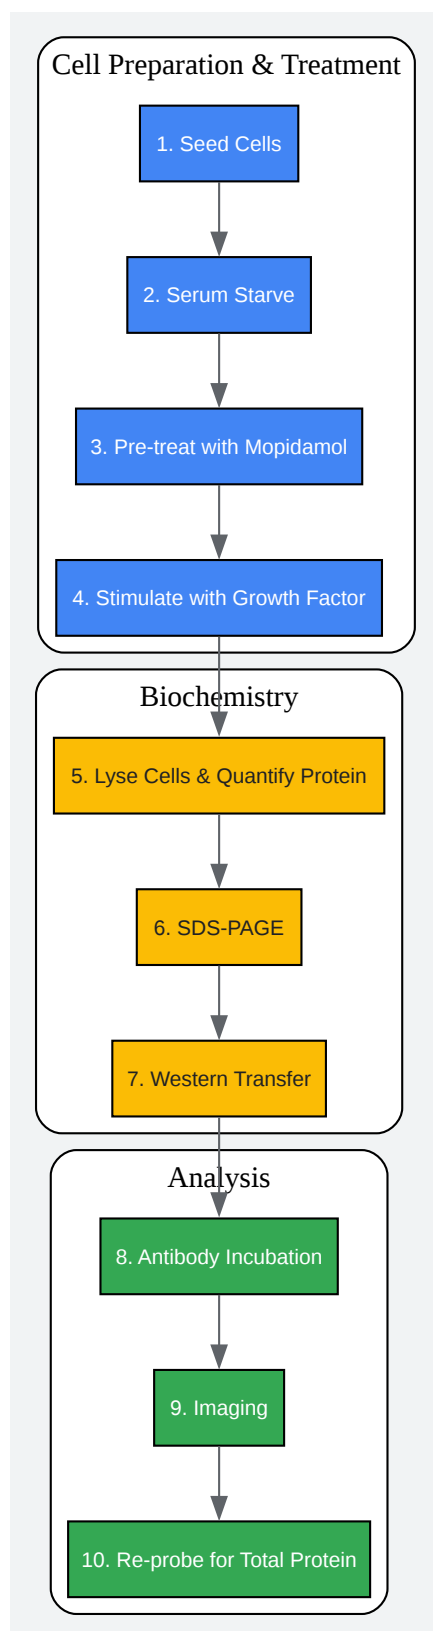 Cell Preparation & Treatment
1. Seed Cells
2. Serum Starve
3. Pre-treat with Mopidamol
4. Stimulate with Growth Factor
Biochemistry
5. Lyse Cells & Quantify Protein
6. SDS-PAGE
7. Western Transfer
Analysis
8. Antibody Incubation
9. Imaging
10. Re-probe for Total Protein